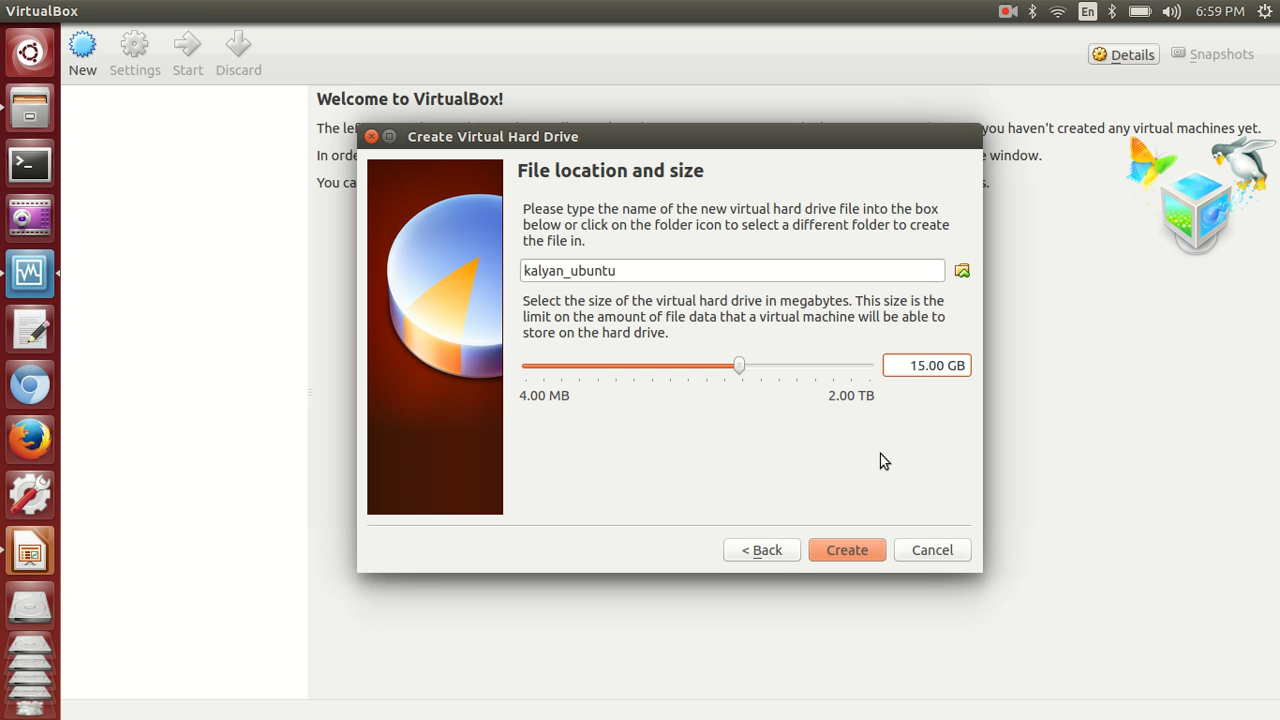 VirtualBox
En
6:59 PM
New
Settings
Start
Discard
Details
Snapshots
Welcome to VirtualBox!
The
you haven't created any virtual machines yet.
In
e window.
You ca
s.
Create Virtual Hard Drive
File location and size
Please type the name of the new virtual hard drive file into the box
below or click on the folder icon to select a different folder to create
the file in.
kalyan_ubuntu
Select the size of the virtual hard drive in megabytes. This size is the
limit on the amount of file data that a virtual machine will be able to
store on the hard drive.
15.00 GB
4.00 MB
2.00 TB
< Back
Create
Cancel